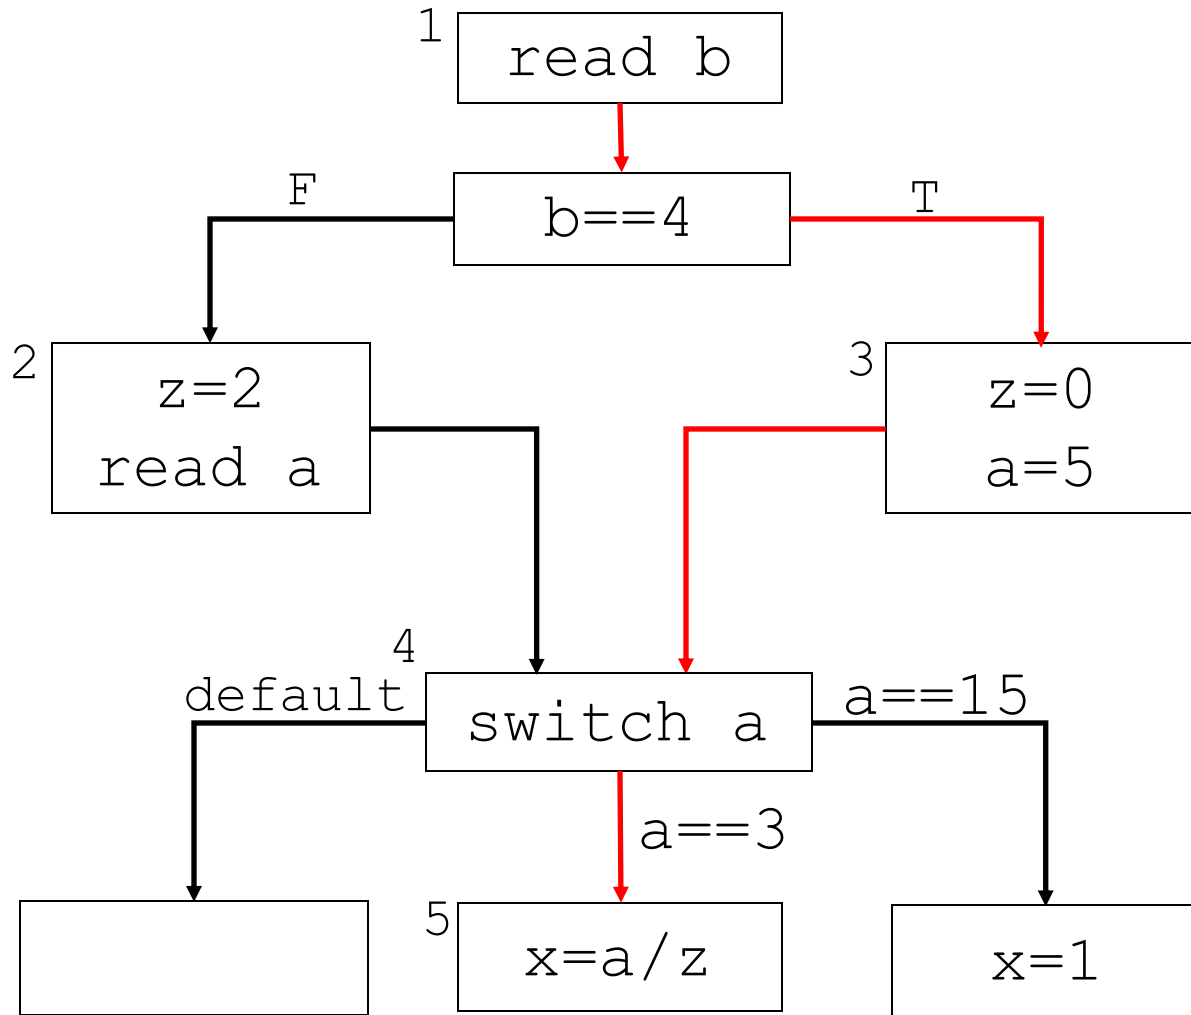 1
read b
F
T
b==4
2
3
z=2
read a
z=0
a=5
4
default
switch a
a==15
a==3
5
x=a/z
x=1